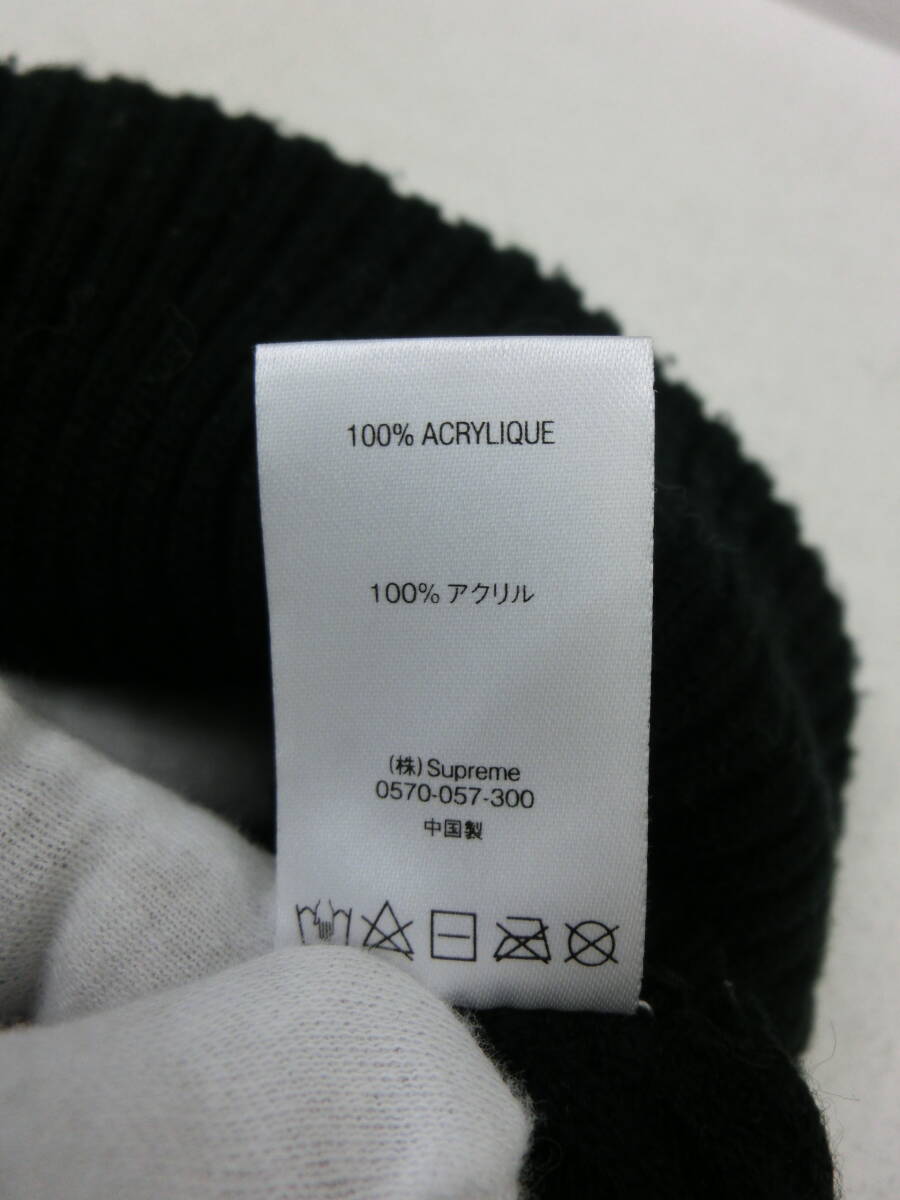 100% ACRYLIQUE
100% アクリル
(株) Supreme
0570-057-300
中国製